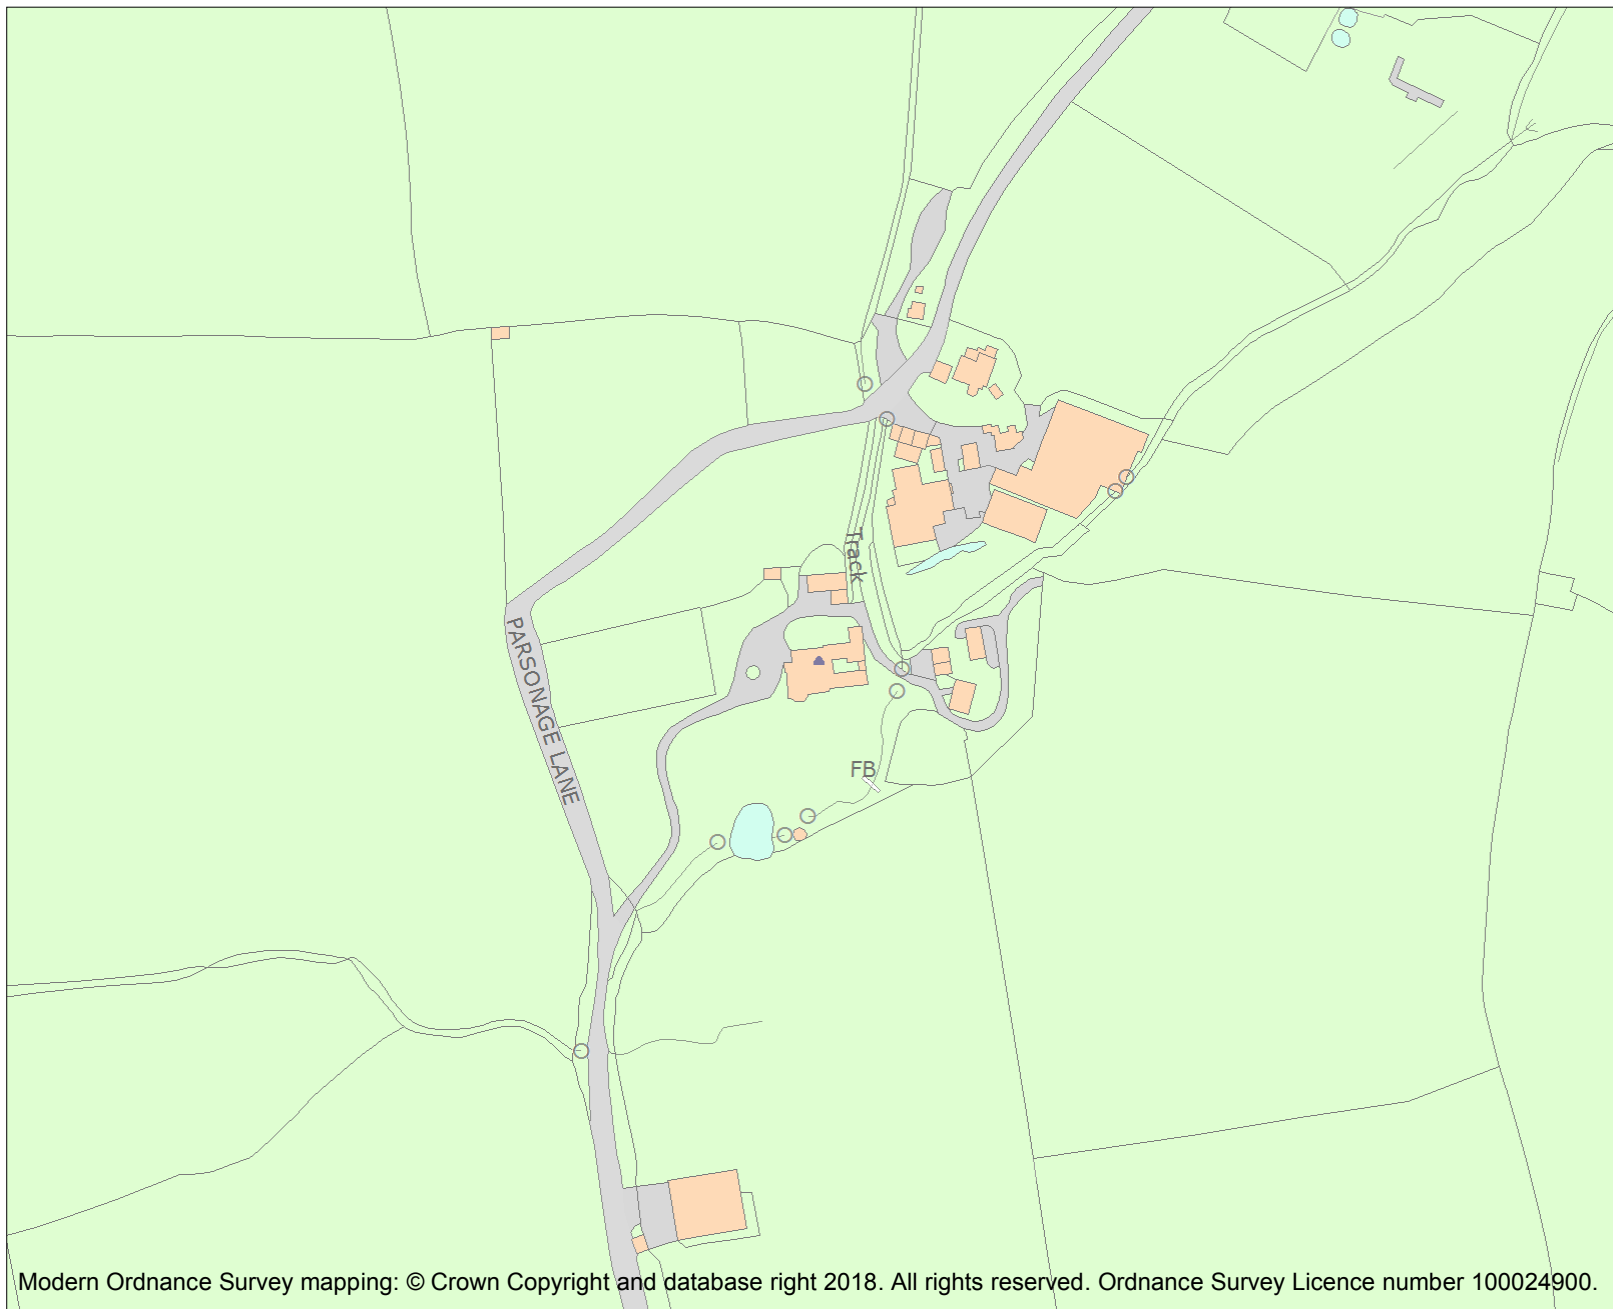 Track
PARSONAGE LANE
FB
Modern Ordnance Survey mapping: © Crown Copyright and database right 2018. All rights reserved. Ordnance Survey Licence number 100024900.